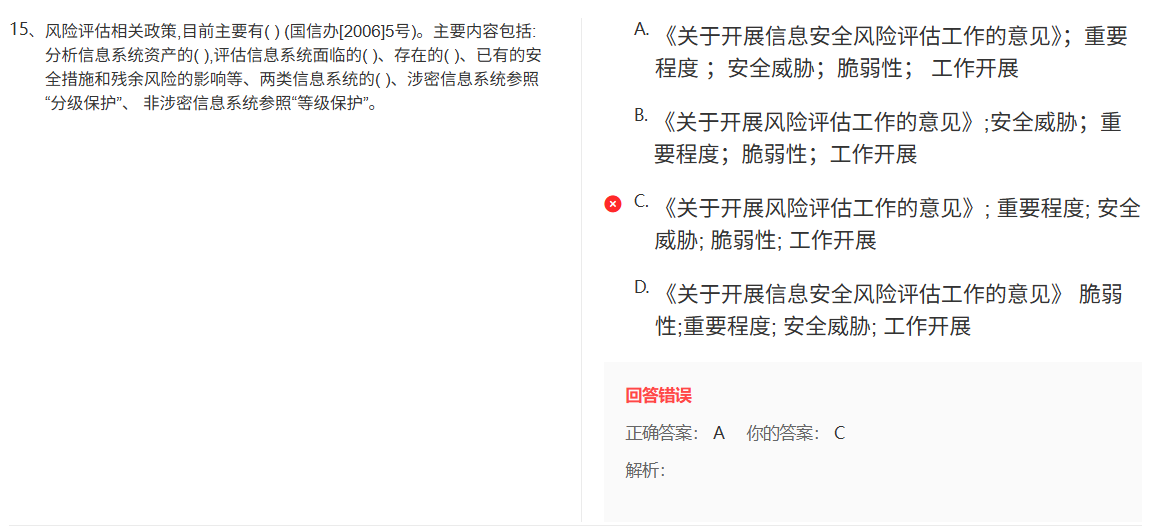 15、风险评估相关政策,目前主要有( ) (国信办[2006]5号)。主要内容包括:
分析信息系统资产的( ),评估信息系统面临的( )、存在的( )、已有的安
全措施和残余风险的影响等、两类信息系统的( )、涉密信息系统参照
“分级保护”、 非涉密信息系统参照“等级保护”。
A. 《关于开展信息安全风险评估工作的意见》；重要
程度 ；安全威胁；脆弱性； 工作开展
B. 《关于开展风险评估工作的意见》;安全威胁；重
要程度；脆弱性；工作开展
C. 《关于开展风险评估工作的意见》; 重要程度; 安全
威胁; 脆弱性; 工作开展
D. 《关于开展信息安全风险评估工作的意见》 脆弱
性;重要程度; 安全威胁; 工作开展
回答错误
正确答案： A 你的答案： C
解析：